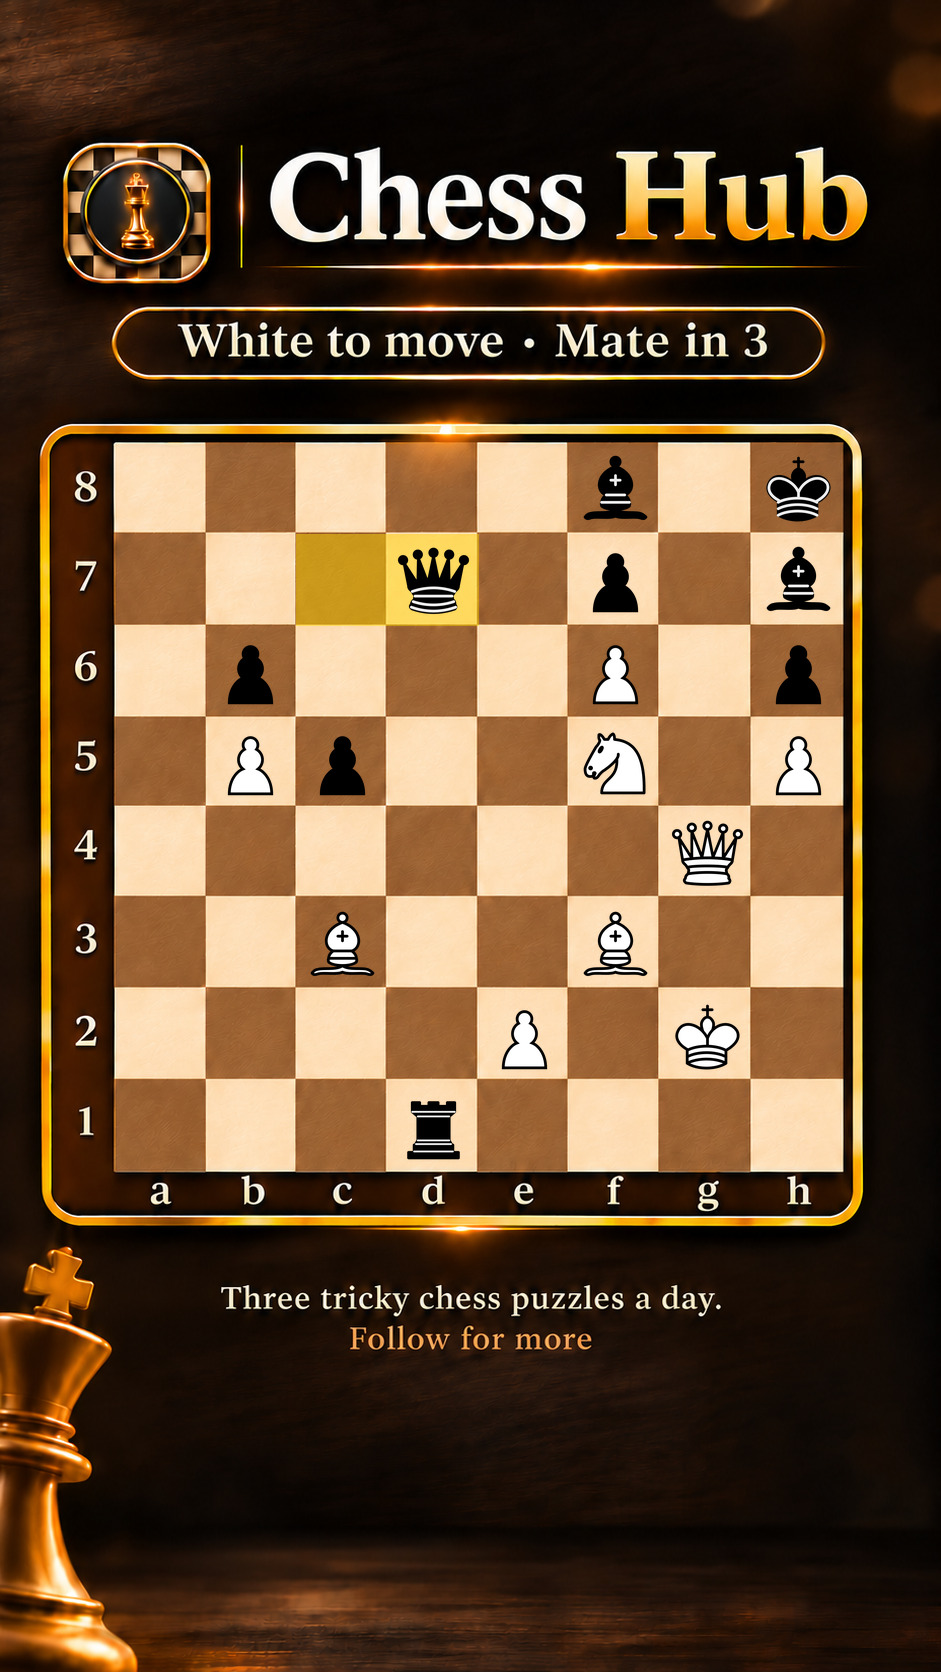 Chess Hub
White to move • Mate in 3
8
7
6
5
4
3
2
1
a b c d e f g h
Three tricky chess puzzles a day.
Follow for more